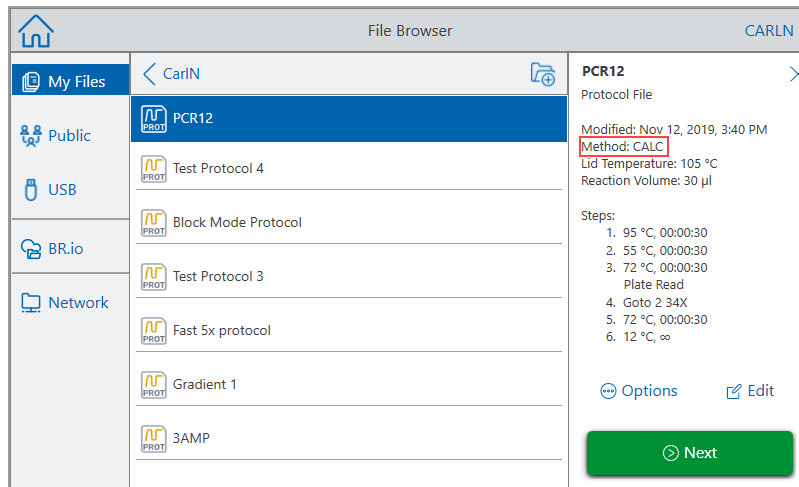 File Browser
CARLN
My Files
Public
USB
BR.io
Network
CarIN
PROT
PCR12
PROT
Test Protocol 4
PROT
Block Mode Protocol
PROT
Test Protocol 3
PROT
Fast 5x protocol
PROT
Gradient 1
PROT
3AMP
PCR12
Protocol File
Modified: Nov 12, 2019, 3:40 PM
Method: CALC
Lid Temperature: 105 °C
Reaction Volume: 30 µl
Steps:
1. 95 °C, 00:00:30
2. 55 °C, 00:00:30
3. 72 °C, 00:00:30
Plate Read
4. Goto 2 34X
5. 72 °C, 00:00:30
6. 12 °C, ∞
Options
Edit
Next